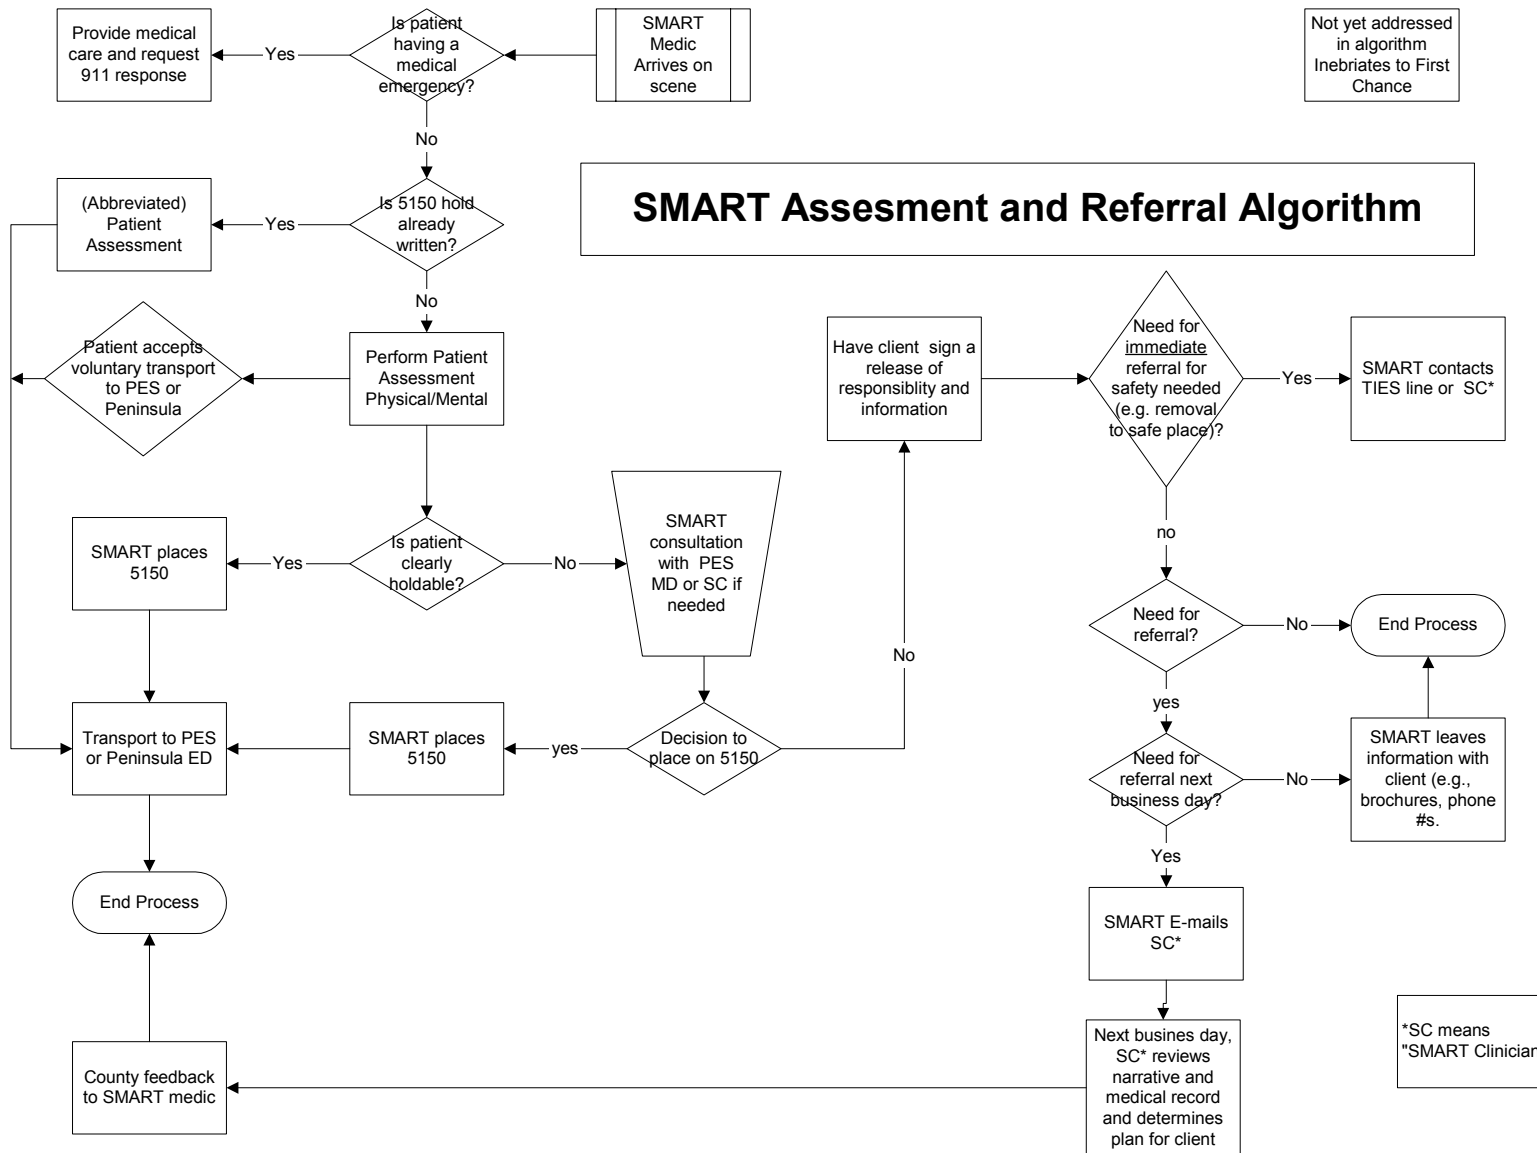 Provide medical
care and request
911 response
Yes
Is patient
having a
medical
emergency?
SMART
Medic
Arrives on
scene
Not yet addressed
in algorithm
Inebriates to First
Chance
No
SMART Assesment and Referral Algorithm
(Abbreviated)
Patient
Assessment
Yes
Is 5150 hold
already
written?
No
Patient accepts
voluntary transport
to PES or
Peninsula
Perform Patient
Assessment
Physical/Mental
Have client sign a
release of
responsiblity and
information
Need for
immediate
referral for
safety needed
(e.g. removal
to safe place)?
Yes
SMART contacts
TIES line or SC*
SMART places
5150
Yes
Is patient
clearly
holdable?
No
SMART
consultation
with PES
MD or SC if
needed
no
Need for
referral?
No
End Process
No
yes
Transport to PES
or Peninsula ED
SMART places
5150
yes
Decision to
place on 5150
Need for
referral next
business day?
No
SMART leaves
information with
client (e.g.,
brochures, phone
#s.
Yes
End Process
SMART E-mails
SC*
County feedback
to SMART medic
Next busines day,
SC* reviews
narrative and
medical record
and determines
plan for client
*SC means
"SMART Clinician